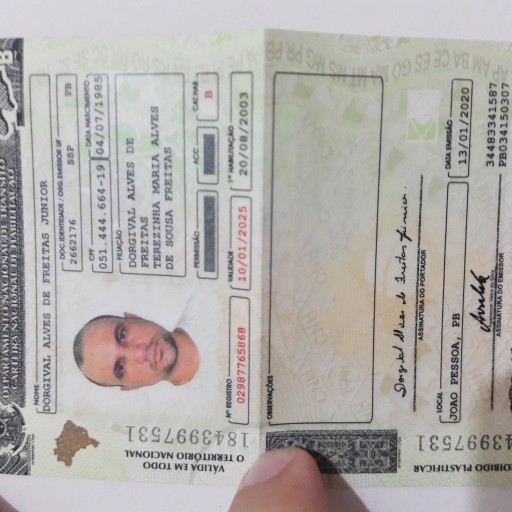 DEPARTAMENTO NACIONAL DE TRÂNSITO
CARTEIRA NACIONAL DE HABILITAÇÃO
NOME
DORGIVAL ALVES DE FREITAS JUNIOR
DOC. IDENTIDADE / ORG. EMISSOR UF
2662176 SSP PB
CPF
051.444.664-19
DATA NASCIMENTO
04/07/1985
FILIAÇÃO
DORGIVAL ALVES DE
FREITAS
TEREZINHA MARIA ALVES
DE SOUSA FREITAS
PERMISSÃO
ACC
CAT.HAB.
B
Nº REGISTRO
02987765868
VALIDADE
10/01/2025
1ª HABILITAÇÃO
20/08/2003
VÁLIDA EM TODO
O TERRITÓRIO NACIONAL
1843997531
OBSERVAÇÕES
ASSINATURA DO PORTADOR
LOCAL
JOAO PESSOA, PB
DATA EMISSÃO
13/01/2020
ASSINATURA DO EMISSOR
34483341587
PB034150307
PROIBIDO PLASTIFICAR